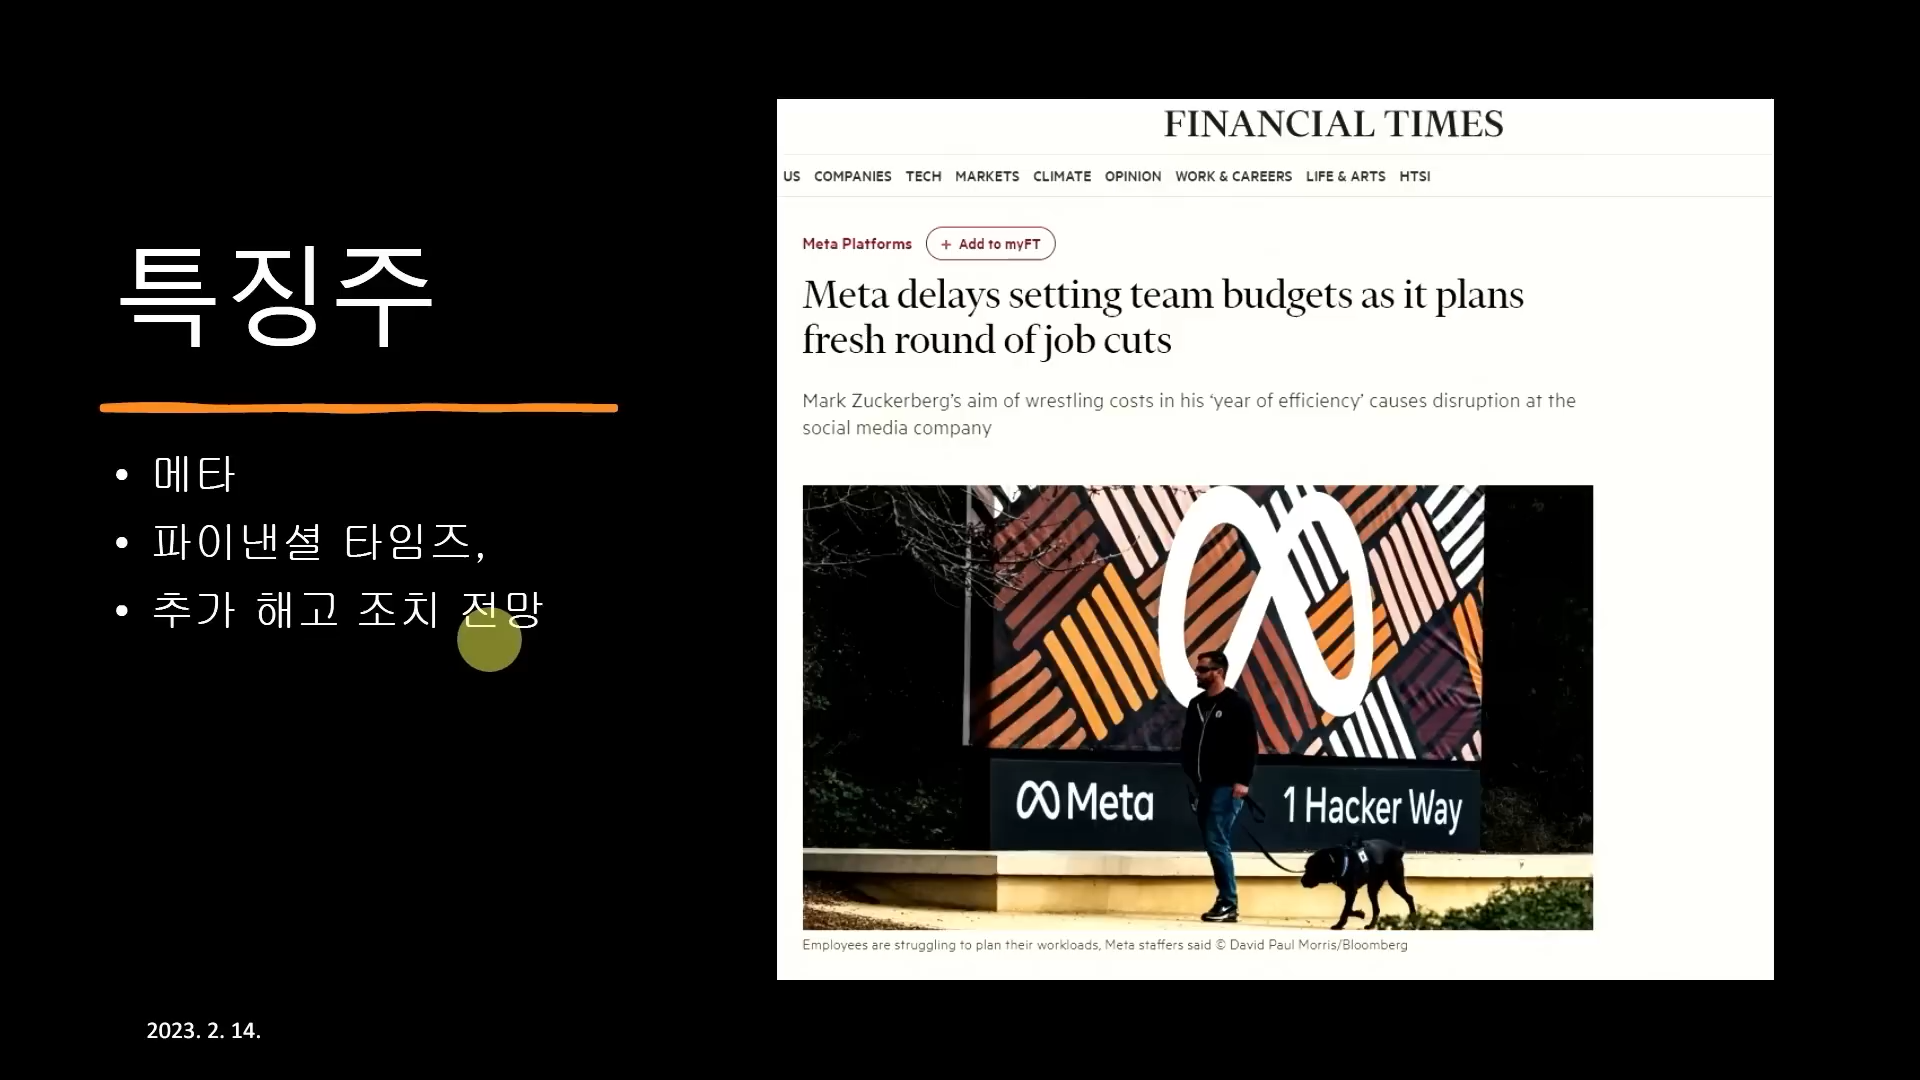 특징주
• 메타
• 파이낸셜 타임즈,
• 추가 해고 조치 전망
2023. 2. 14.
FINANCIAL TIMES
US COMPANIES TECH MARKETS CLIMATE OPINION WORK & CAREERS LIFE & ARTS HTSI
Meta Platforms + Add to myFT
Meta delays setting team budgets as it plans
fresh round of job cuts
Mark Zuckerberg’s aim of wrestling costs in his ‘year of efficiency’ causes disruption at the
social media company
Meta 1 Hacker Way
Employees are struggling to plan their workloads, Meta staffers said © David Paul Morris/Bloomberg